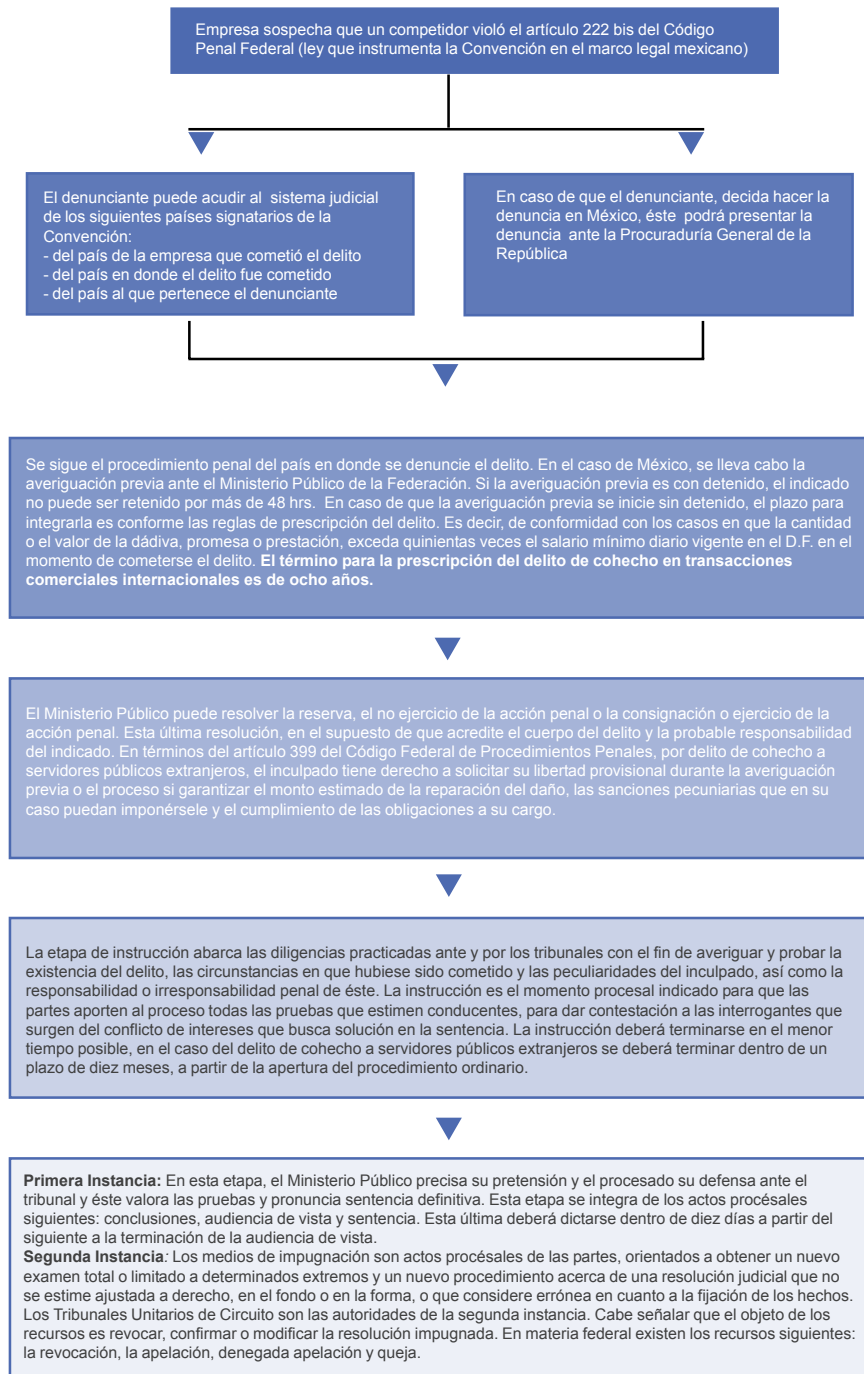 Empresa sospecha que un competidor violó el artículo 222 bis del Código
Penal Federal (ley que instrumenta la Convención en el marco legal mexicano)
El denunciante puede acudir al sistema judicial
de los siguientes países signatarios de la
Convención:
- del país de la empresa que cometió el delito
- del país en donde el delito fue cometido
- del país al que pertenece el denunciante
En caso de que el denunciante, decida hacer la
denuncia en México, éste podrá presentar la
denuncia ante la Procuraduría General de la
República
Se sigue el procedimiento penal del país en donde se denuncie el delito. En el caso de México, se lleva cabo la
averiguación previa ante el Ministerio Público de la Federación. Si la averiguación previa es con detenido, el indicado
no puede ser retenido por más de 48 hrs. En caso de que la averiguación previa se inicie sin detenido, el plazo para
integrarla es conforme las reglas de prescripción del delito. Es decir, de conformidad con los casos en que la cantidad
o el valor de la dádiva, promesa o prestación, exceda quinientas veces el salario mínimo diario vigente en el D.F. en el
momento de cometerse el delito. El término para la prescripción del delito de cohecho en transacciones
comerciales internacionales es de ocho años.
El Ministerio Público puede resolver la reserva, el no ejercicio de la acción penal o la consignación o ejercicio de la
acción penal. Esta última resolución, en el supuesto de que acredite el cuerpo del delito y la probable responsabilidad
del indicado. En términos del artículo 399 del Código Federal de Procedimientos Penales, por delito de cohecho a
servidores públicos extranjeros, el inculpado tiene derecho a solicitar su libertad provisional durante la averiguación
previa o el proceso si garantizar el monto estimado de la reparación del daño, las sanciones pecuniarias que en su
caso puedan imponérsele y el cumplimiento de las obligaciones a su cargo.
La etapa de instrucción abarca las diligencias practicadas ante y por los tribunales con el fin de averiguar y probar la
existencia del delito, las circunstancias en que hubiese sido cometido y las peculiaridades del inculpado, así como la
responsabilidad o irresponsabilidad penal de éste. La instrucción es el momento procesal indicado para que las
partes aporten al proceso todas las pruebas que estimen conducentes, para dar contestación a las interrogantes que
surgen del conflicto de intereses que busca solución en la sentencia. La instrucción deberá terminarse en el menor
tiempo posible, en el caso del delito de cohecho a servidores públicos extranjeros se deberá terminar dentro de un
plazo de diez meses, a partir de la apertura del procedimiento ordinario.
Primera Instancia: En esta etapa, el Ministerio Público precisa su pretensión y el procesado su defensa ante el
tribunal y éste valora las pruebas y pronuncia sentencia definitiva. Esta etapa se integra de los actos procésales
siguientes: conclusiones, audiencia de vista y sentencia. Esta última deberá dictarse dentro de diez días a partir del
siguiente a la terminación de la audiencia de vista.
Segunda Instancia: Los medios de impugnación son actos procésales de las partes, orientados a obtener un nuevo
examen total o limitado a determinados extremos y un nuevo procedimiento acerca de una resolución judicial que no
se estime ajustada a derecho, en el fondo o en la forma, o que considere errónea en cuanto a la fijación de los hechos.
Los Tribunales Unitarios de Circuito son las autoridades de la segunda instancia. Cabe señalar que el objeto de los
recursos es revocar, confirmar o modificar la resolución impugnada. En materia federal existen los recursos siguientes:
la revocación, la apelación, denegada apelación y queja.